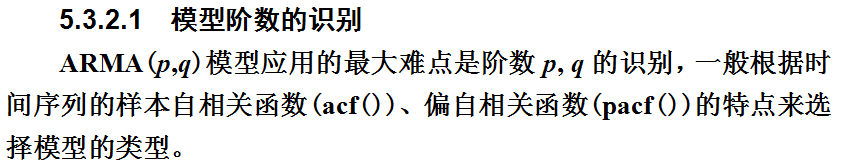 5.3.2.1 模型阶数的识别
ARMA(p,q)模型应用的最大难点是阶数 p, q 的识别，一般根据时
间序列的样本自相关函数(acf())、偏自相关函数(pacf())的特点来选
择模型的类型。